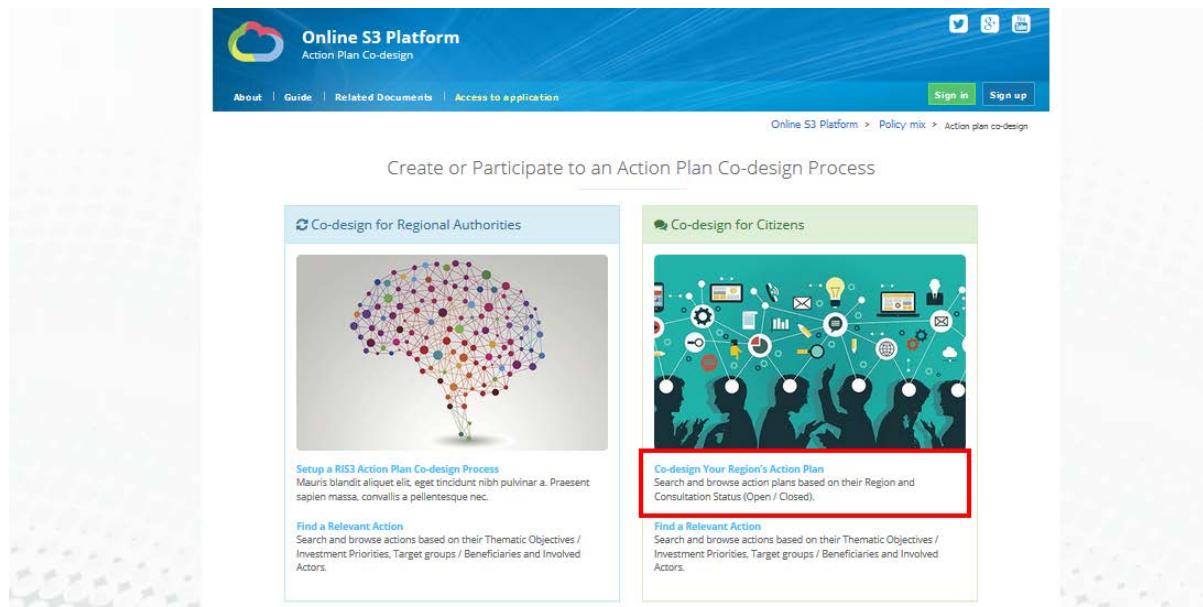 Online S3 Platform
Action Plan Co-design
About | Guide | Related Documents | Access to application
Sign in Sign up
Online S3 Platform > Policy mix > Action plan co-design
Create or Participate to an Action Plan Co-design Process
Co-design for Regional Authorities
Setup a RIS3 Action Plan Co-design Process
Mauris blandit aliquet elit, eget tincidunt nibh pulvinar a. Praesent
sapien massa, convallis a pellentesque nec.
Find a Relevant Action
Search and browse actions based on their Thematic Objectives /
Investment Priorities, Target groups / Beneficiaries and Involved
Actors.
Co-design for Citizens
Co-design Your Region's Action Plan
Search and browse action plans based on their Region and
Consultation Status (Open / Closed).
Find a Relevant Action
Search and browse actions based on their Thematic Objectives /
Investment Priorities, Target groups / Beneficiaries and Involved
Actors.